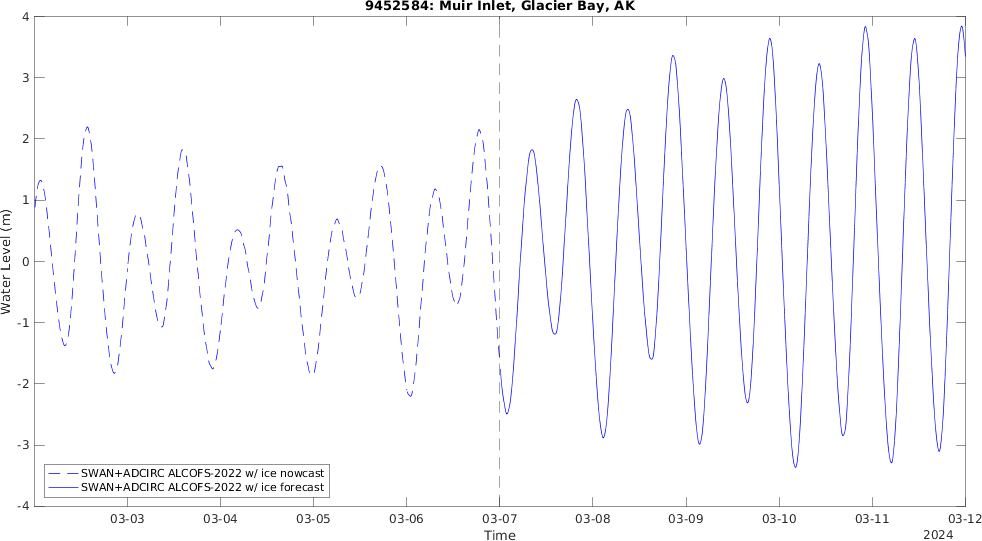 9452584: Muir Inlet, Glacier Bay, AK
4
3
2
1
0
-1
-2
-3
-4
Water Level (m)
SWAN+ADCIRC ALCOFS-2022 w/ ice nowcast
SWAN+ADCIRC ALCOFS-2022 w/ ice forecast
03-03 03-04 03-05 03-06 03-07 03-08 03-09 03-10 03-11 03-12
Time
2024